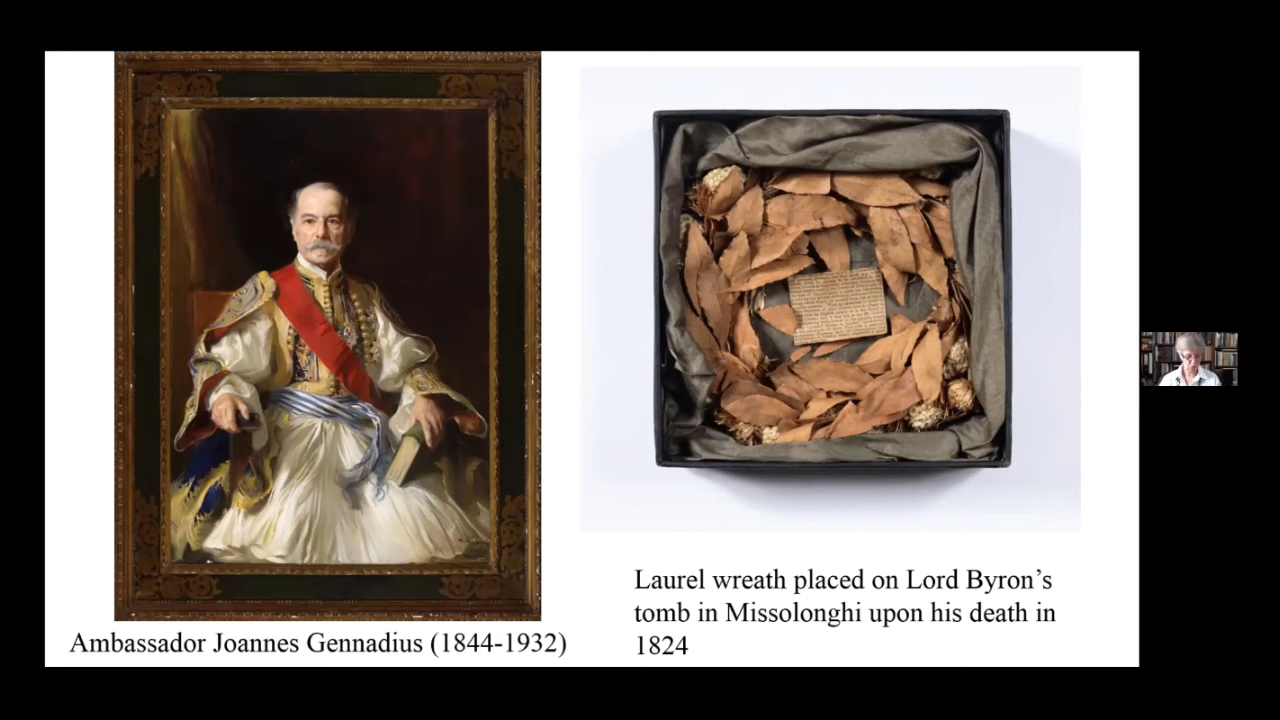 Ambassador Joannes Gennadius (1844-1932)
Laurel wreath placed on Lord Byron’s
tomb in Missolonghi upon his death in
1824